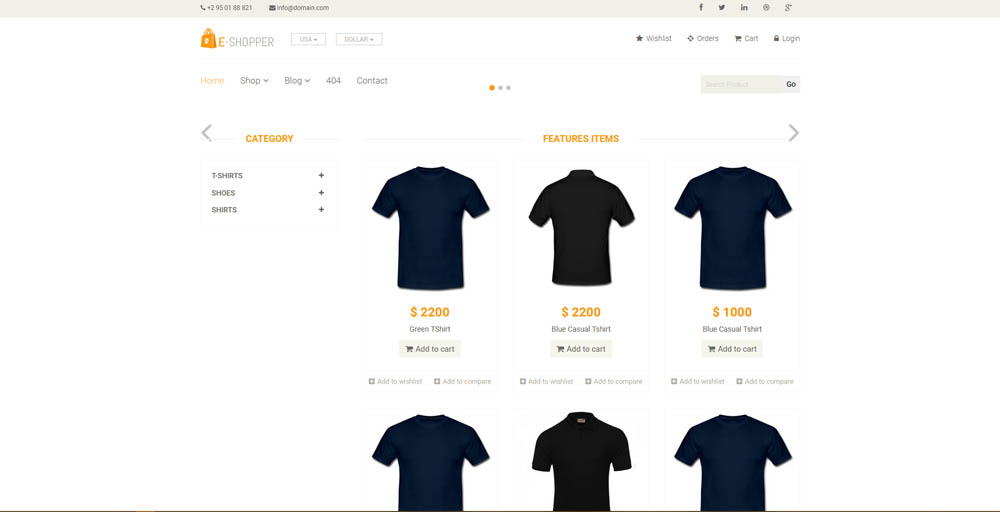 +2 95 01 88 821 info@domain.com
E-SHOPPER USA DOLLAR Wishlist Orders Cart Login
Home Shop Blog 404 Contact Search Product Go
CATEGORY FEATURES ITEMS
T-SHIRTS +
SHOES +
SHIRTS +
$ 2200 $ 2200 $ 1000
Green TShirt Blue Casual Tshirt Blue Casual Tshirt
Add to cart Add to cart Add to cart
Add to wishlist Add to compare Add to wishlist Add to compare Add to wishlist Add to compare